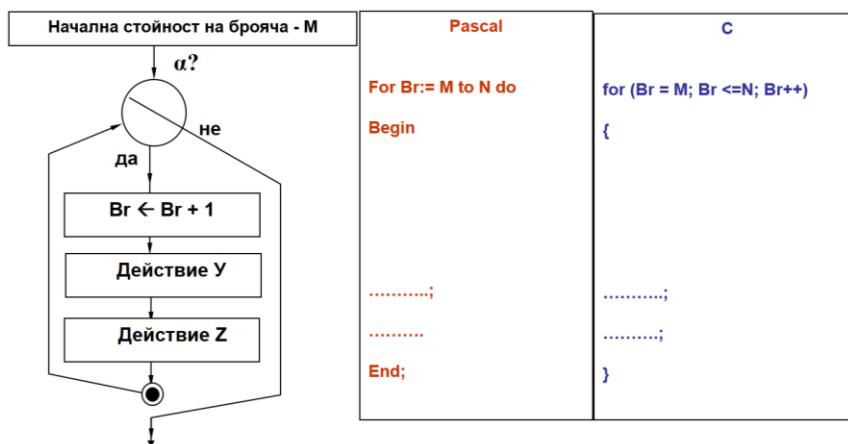 Начална стойност на брояча - М
α?
не
да
Br ← Br + 1
Действие У
Действие Z
Pascal
For Br:= M to N do
Begin
………..;
……..
End;
C
for (Br = M; Br <=N; Br++)
{
………..;
……….;
}